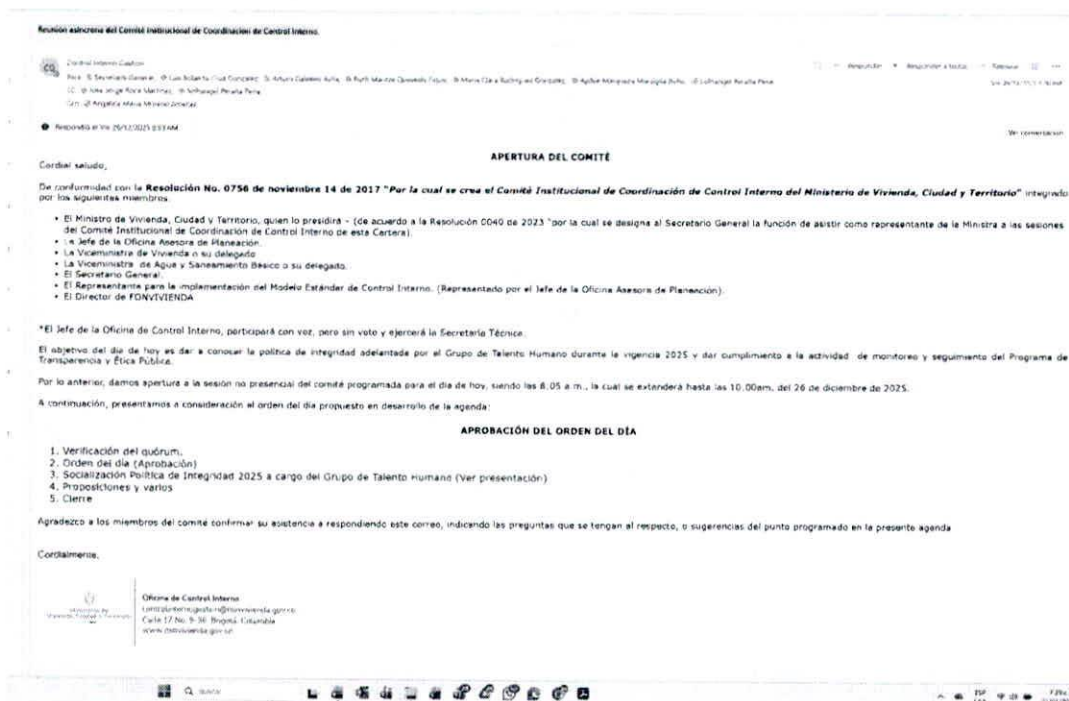 Reunión asíncrona del Comité Institucional de Coordinación de Control Interno.
CG
Control Interno Gestion
Para:
Respondió el Vie 26/12/2025 8:53 AM
Ver conversación
Responder Responder a todos Reenviar
APERTURA DEL COMITÉ
Cordial saludo,
De conformidad con la Resolución No. 0756 de noviembre 14 de 2017 "Por la cual se crea el Comité Institucional de Coordinación de Control Interno del Ministerio de Vivienda, Ciudad y Territorio" integrado
por los siguientes miembros:
• El Ministro de Vivienda, Ciudad y Territorio, quien lo presidirá - (de acuerdo a la Resolución 0040 de 2023 "por la cual se designa al Secretario General la función de asistir como representante de la Ministra a las sesiones
del Comité Institucional de Coordinación de Control Interno de esta Cartera).
• La Jefe de la Oficina Asesora de Planeación.
• La Viceministra de Vivienda o su delegado
• La Viceministra de Agua y Saneamiento Básico o su delegado.
• El Secretario General.
• El Representante para la implementación del Modelo Estándar de Control Interno. (Representado por el Jefe de la Oficina Asesora de Planeación).
• El Director de FONVIVIENDA
*El Jefe de la Oficina de Control Interno, participará con voz, pero sin voto y ejercerá la Secretaría Técnica.
El objetivo del día de hoy es dar a conocer la política de integridad adelantada por el Grupo de Talento Humano durante la vigencia 2025 y dar cumplimiento a la actividad de monitoreo y seguimiento del Programa de
Transparencia y Ética Pública.
Por lo anterior, damos apertura a la sesión no presencial del comité programada para el día de hoy, siendo las 8:05 a.m., la cual se extenderá hasta las 10:00am, del 26 de diciembre de 2025.
A continuación, presentamos a consideración el orden del día propuesto en desarrollo de la agenda:
APROBACIÓN DEL ORDEN DEL DÍA
1. Verificación del quórum.
2. Orden del día (Aprobación)
3. Socialización Política de Integridad 2025 a cargo del Grupo de Talento Humano (Ver presentación)
4. Proposiciones y varios
5. Cierre
Agradezco a los miembros del comité confirmar su asistencia a respondiendo este correo, indicando las preguntas que se tengan al respecto, o sugerencias del punto programado en la presente agenda
Cordialmente,
Oficina de Control Interno
Calle 17 No. 9-36 Bogotá, Colombia
www.minvivienda.gov.co
Buscar
ESP